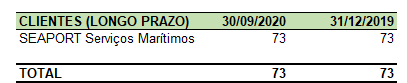 CLIENTES (LONGO PRAZO) 30/09/2020 31/12/2019
SEAPORT Serviços Marítimos 73 73
TOTAL 73 73